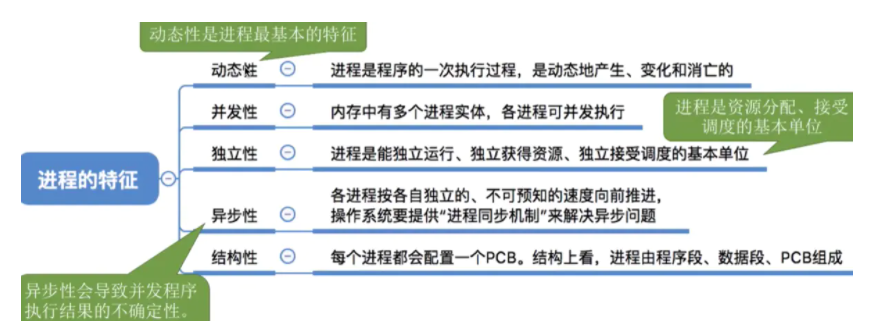 动态性是进程最基本的特征
动态性
进程是程序的一次执行过程，是动态地产生、变化和消亡的
并发性
内存中有多个进程实体，各进程可并发执行
进程是资源分配、接受
调度的基本单位
独立性
进程是能独立运行、独立获得资源、独立接受调度的基本单位
进程的特征
异步性
各进程按各自独立的、不可预知的速度向前推进，
操作系统要提供“进程同步机制”来解决异步问题
结构性
每个进程都会配置一个PCB。结构上看，进程由程序段、数据段、PCB组成
异步性会导致并发程序
执行结果的不确定性。